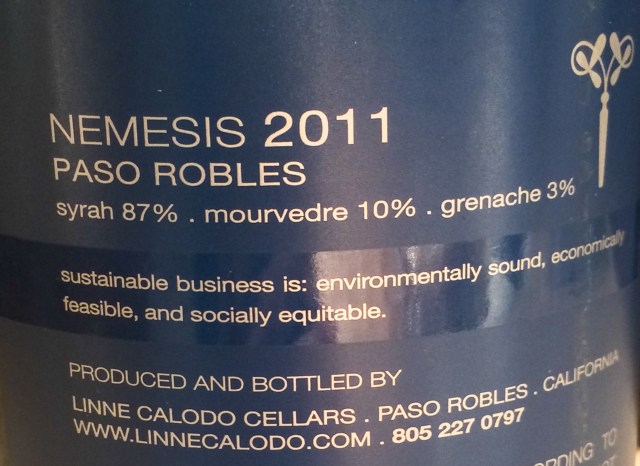 NEMESIS 2011
PASO ROBLES
syrah 87% . mourvedre 10% . grenache 3%
sustainable business is: environmentally sound, economically
feasible, and socially equitable.
PRODUCED AND BOTTLED BY
LINNE CALODO CELLARS . PASO ROBLES . CALIFORNIA
WWW.LINNECALODO.COM . 805 227 0797
TO